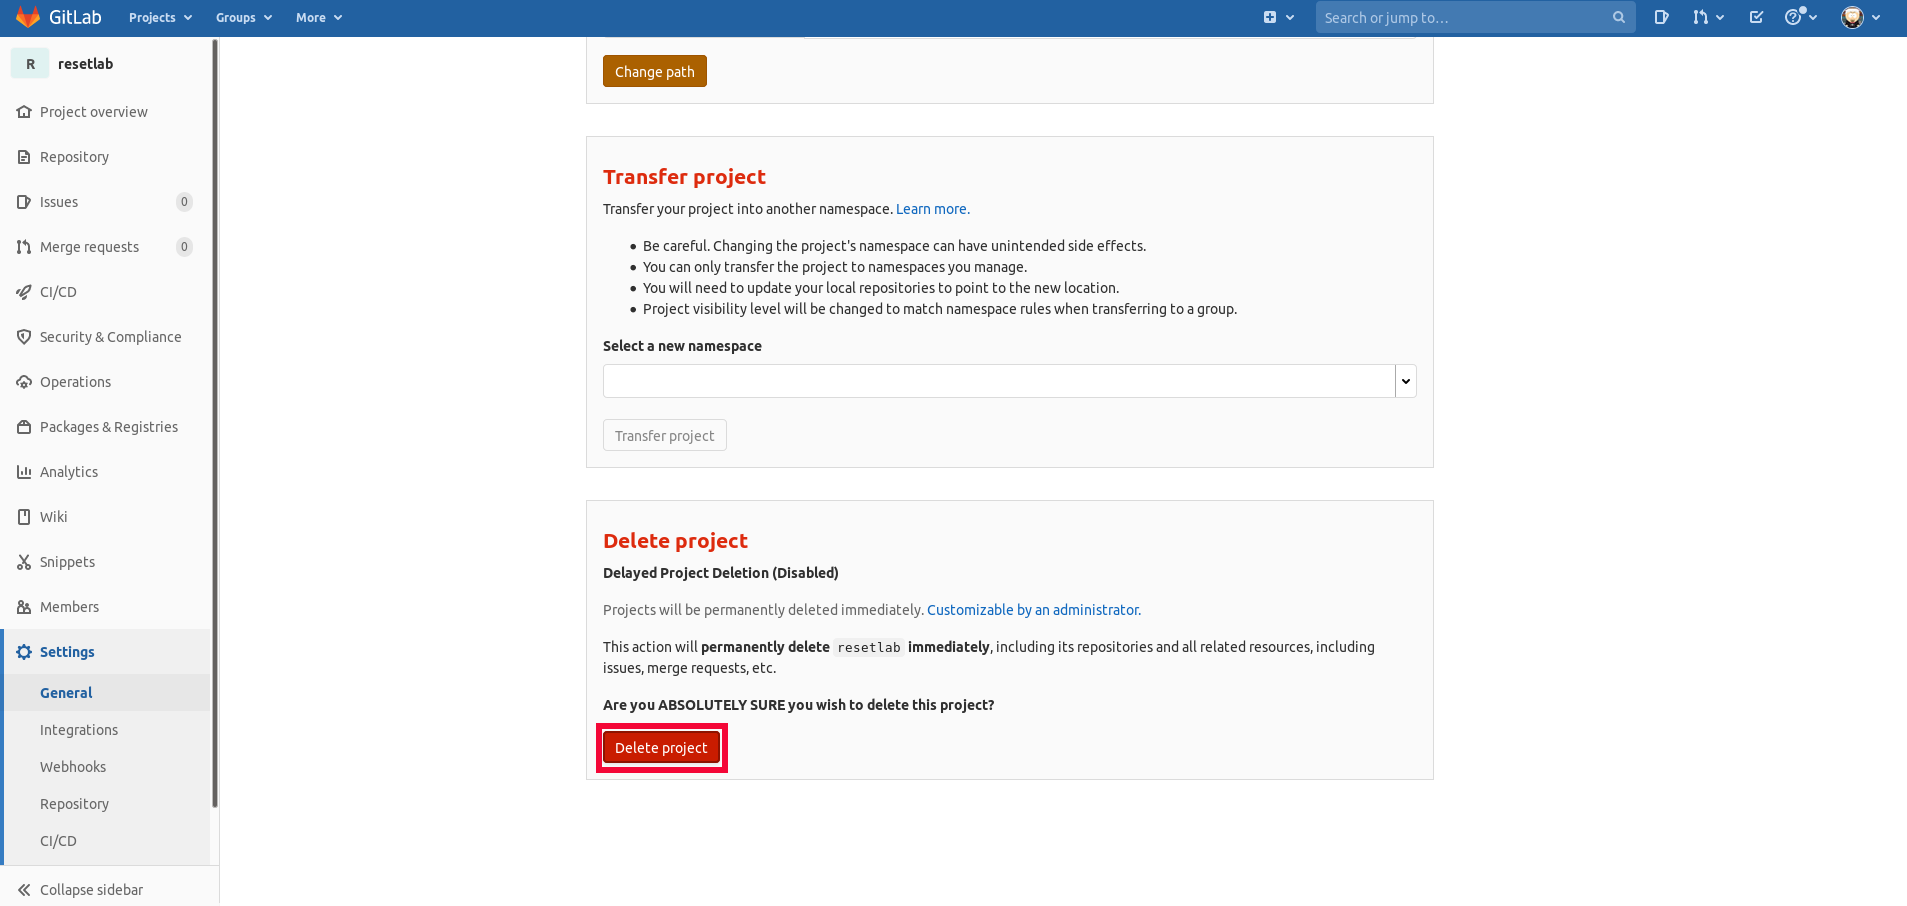 GitLab
Projects
Groups
More
Search or jump to…
R
resetlab
Project overview
Repository
Issues
0
Merge requests
0
CI/CD
Security & Compliance
Operations
Packages & Registries
Analytics
Wiki
Snippets
Members
Settings
General
Integrations
Webhooks
Repository
CI/CD
Collapse sidebar
Change path
Transfer project
Transfer your project into another namespace. Learn more.
Be careful. Changing the project's namespace can have unintended side effects.
You can only transfer the project to namespaces you manage.
You will need to update your local repositories to point to the new location.
Project visibility level will be changed to match namespace rules when transferring to a group.
Select a new namespace
Transfer project
Delete project
Delayed Project Deletion (Disabled)
Projects will be permanently deleted immediately. Customizable by an administrator.
This action will permanently delete resetlab immediately, including its repositories and all related resources, including
issues, merge requests, etc.
Are you ABSOLUTELY SURE you wish to delete this project?
Delete project